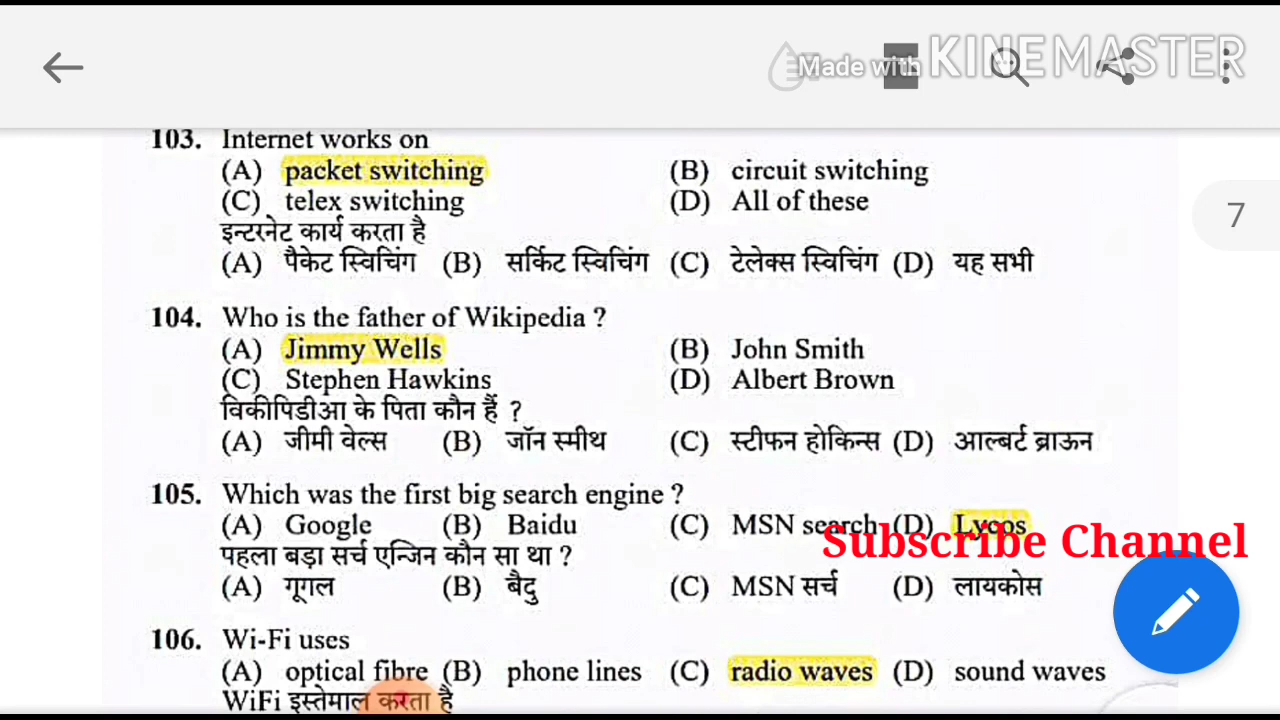 Made with KINEMASTER
103. Internet works on
(A) packet switching (B) circuit switching
(C) telex switching (D) All of these
इन्टरनेट कार्य करता है
(A) पैकेट स्विचिंग (B) सर्किट स्विचिंग (C) टेलेक्स स्विचिंग (D) यह सभी
7
104. Who is the father of Wikipedia ?
(A) Jimmy Wells (B) John Smith
(C) Stephen Hawkins (D) Albert Brown
विकीपिडीआ के पिता कौन हैं ?
(A) जीमी वेल्स (B) जॉन स्मीथ (C) स्टीफन होकिन्स (D) आल्बर्ट ब्राऊन
105. Which was the first big search engine ?
(A) Google (B) Baidu (C) MSN search (D) Lycos
Subscribe Channel
पहला बड़ा सर्च एन्जिन कौन सा था ?
(A) गूगल (B) बैदु (C) MSN सर्च (D) लायकोस
106. Wi-Fi uses
(A) optical fibre (B) phone lines (C) radio waves (D) sound waves
WiFi इस्तेमाल करता है